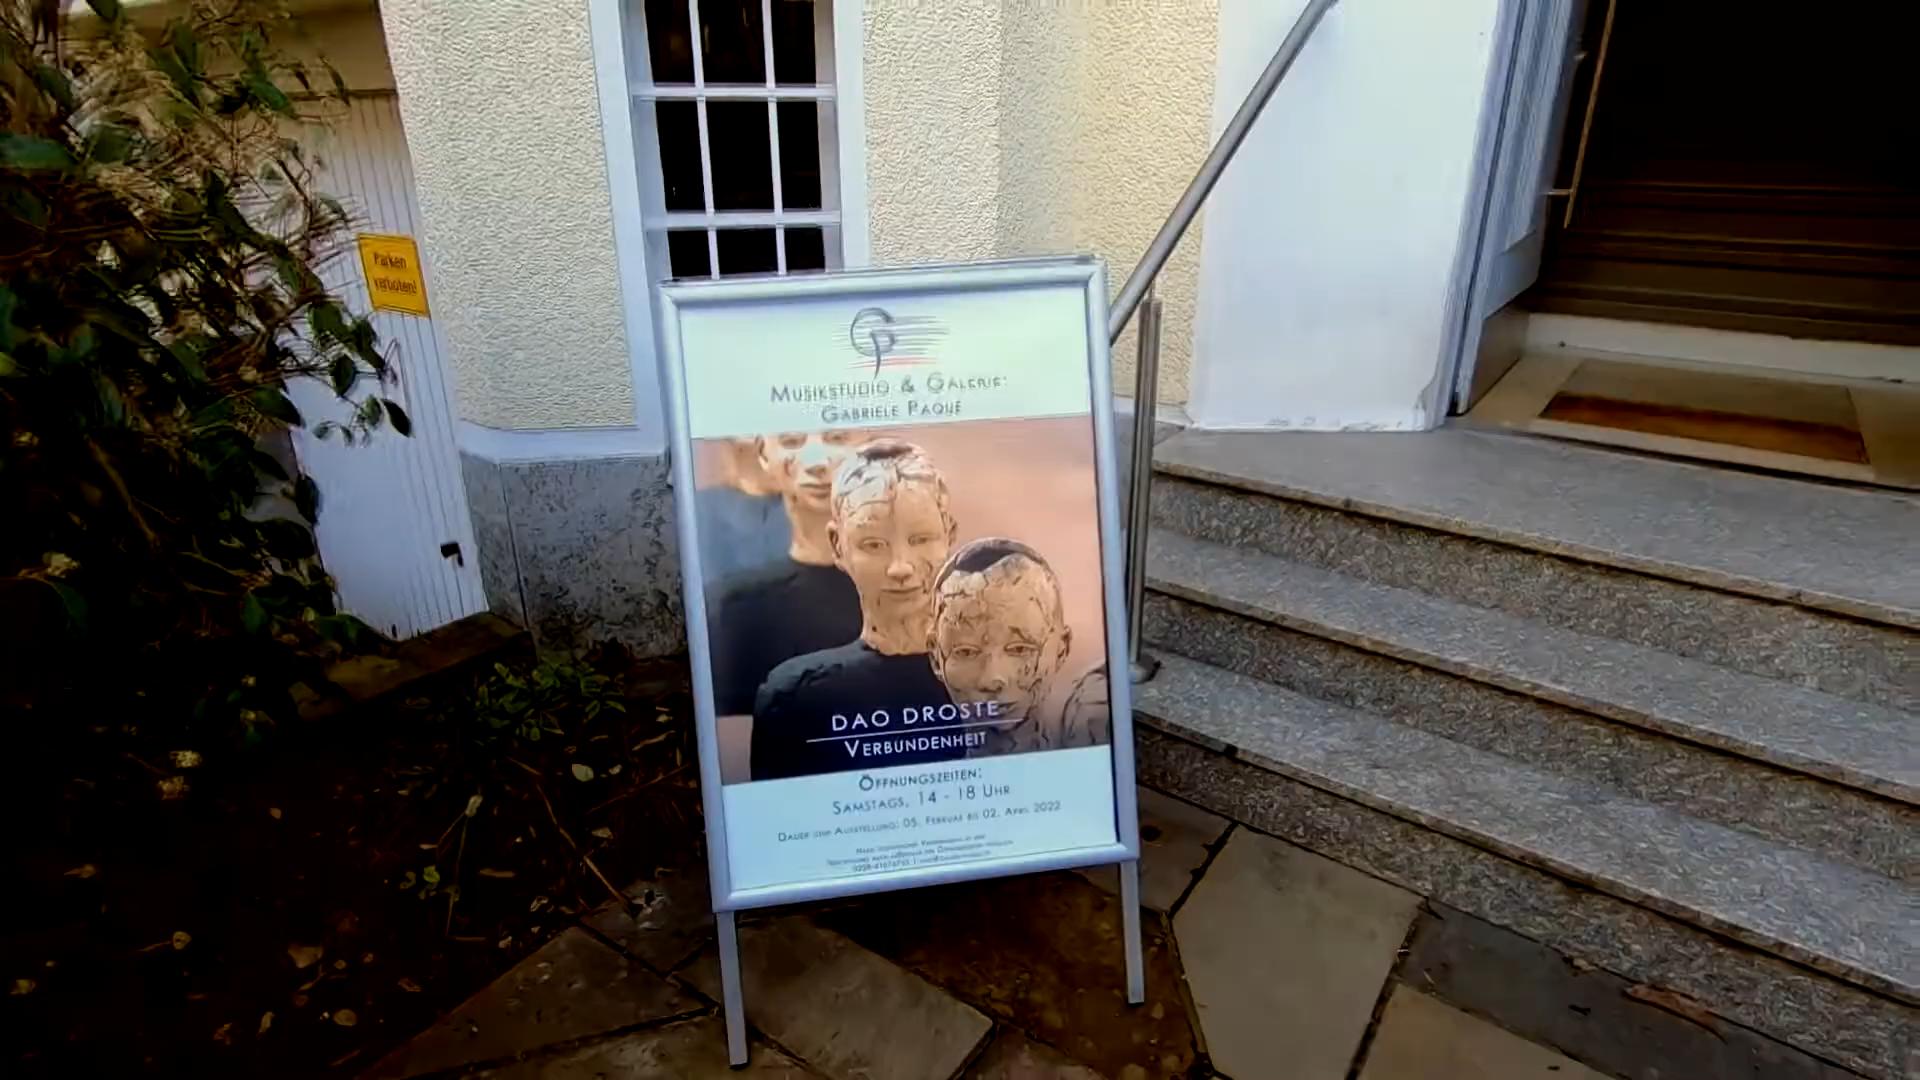 Parken
verboten!
GP
MUSIKSTUDIO & GALERIE:
GABRIELE PAQUÉ
DAO DROSTE
VERBUNDENHEIT
ÖFFNUNGSZEITEN:
SAMSTAGS, 14 - 18 UHR
DAUER DER AUSSTELLUNG: 05. FEBRUAR BIS 02. APRIL 2022